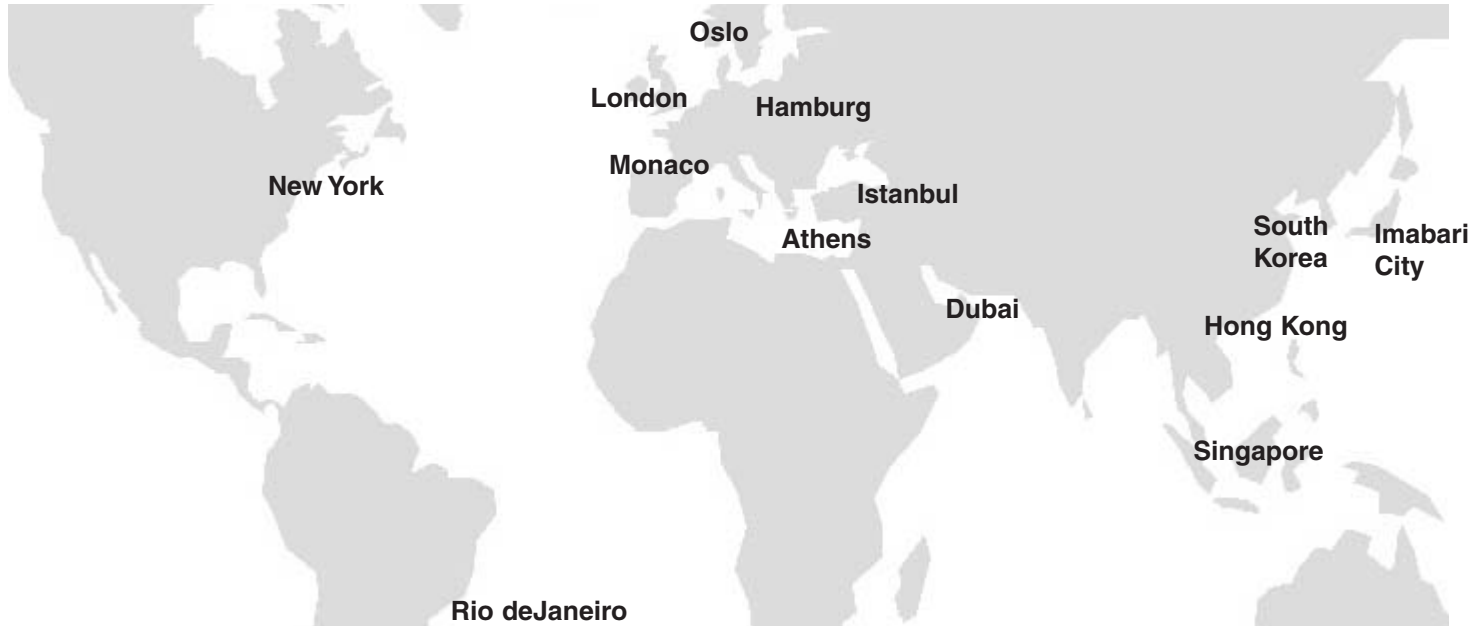 Oslo
London
Hamburg
Monaco
New York
Istanbul
Athens
South
Korea
Imabari
City
Dubai
Hong Kong
Singapore
Rio deJaneiro